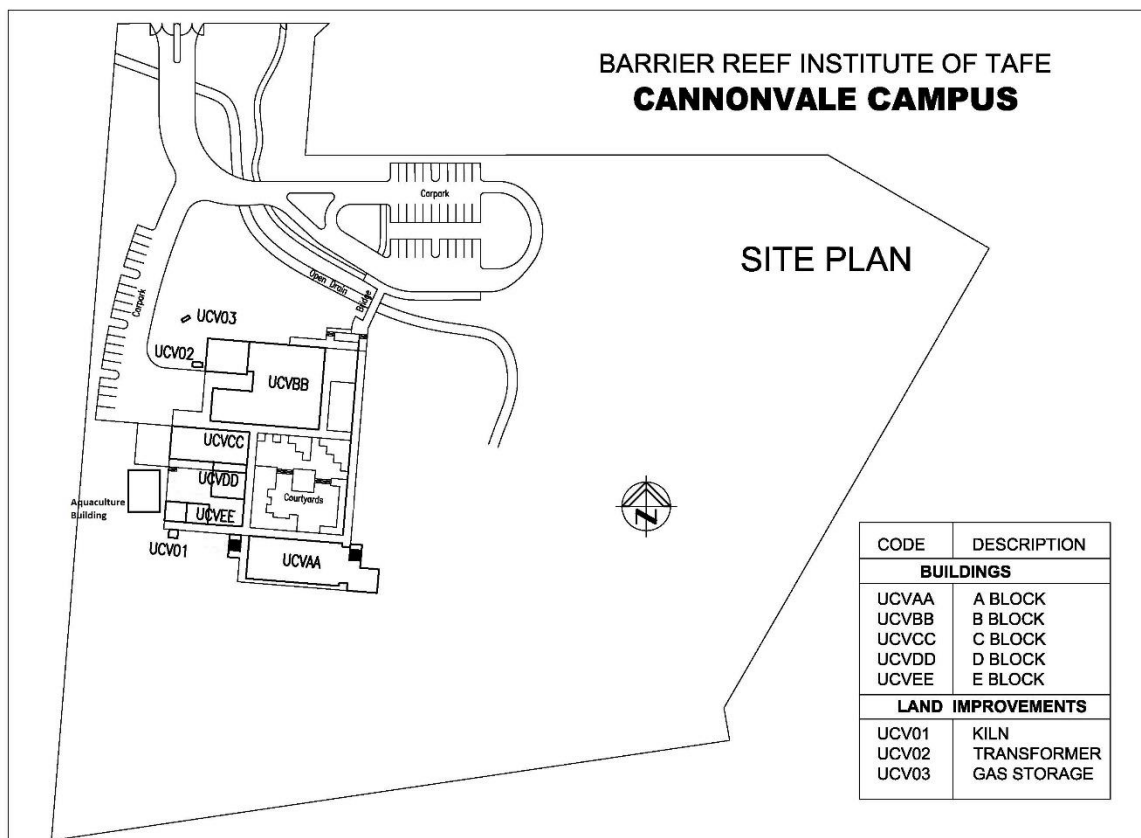 BARRIER REEF INSTITUTE OF TAFE
CANNONVALE CAMPUS
SITE PLAN
Carpark
Carpark
Open Drain
Bridge
UCV03
UCV02
UCVBB
UCVCC
UCVDD
UCVEE
Courtyards
Aquaculture
Building
UCV01
UCVAA
N
CODE DESCRIPTION
BUILDINGS
UCVAA A BLOCK
UCVBB B BLOCK
UCVCC C BLOCK
UCVDD D BLOCK
UCVEE E BLOCK
LAND IMPROVEMENTS
UCV01 KILN
UCV02 TRANSFORMER
UCV03 GAS STORAGE